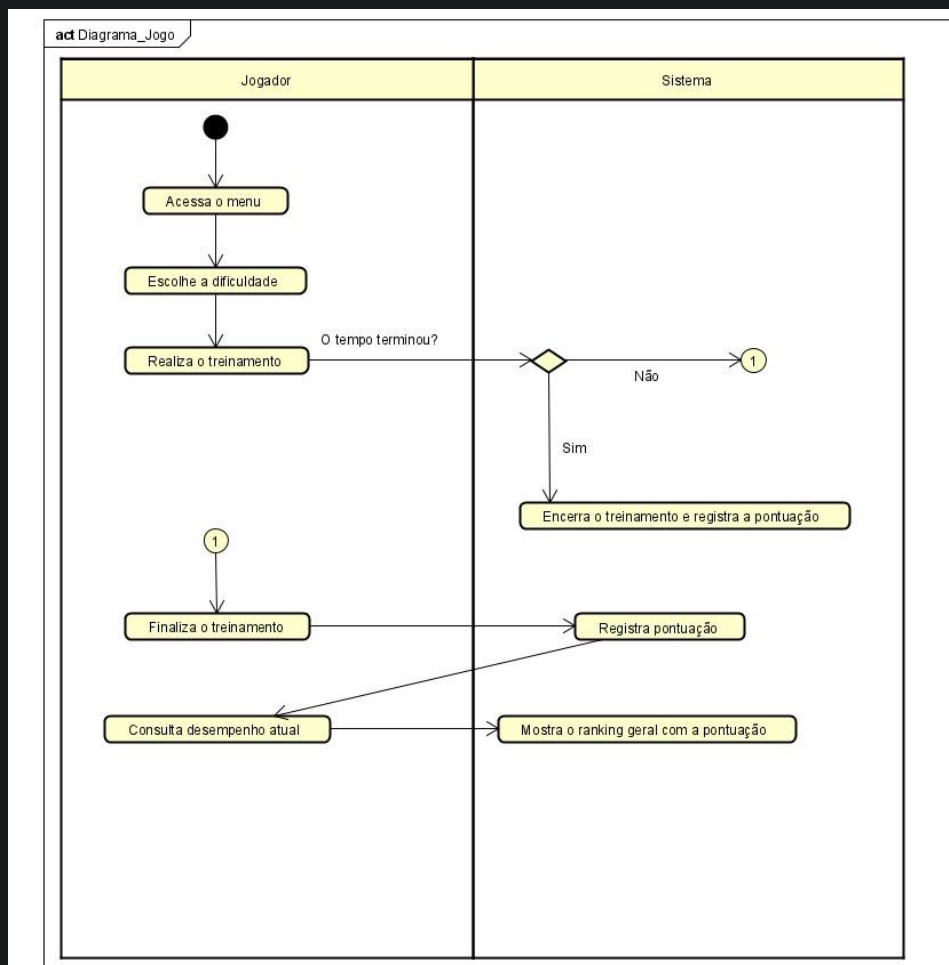 act Diagrama_Jogo
Jogador
Sistema
Acessa o menu
Escolhe a dificuldade
Realiza o treinamento
O tempo terminou?
1
Não
Sim
Encerra o treinamento e registra a pontuação
1
Finaliza o treinamento
Registra pontuação
Consulta desempenho atual
Mostra o ranking geral com a pontuação